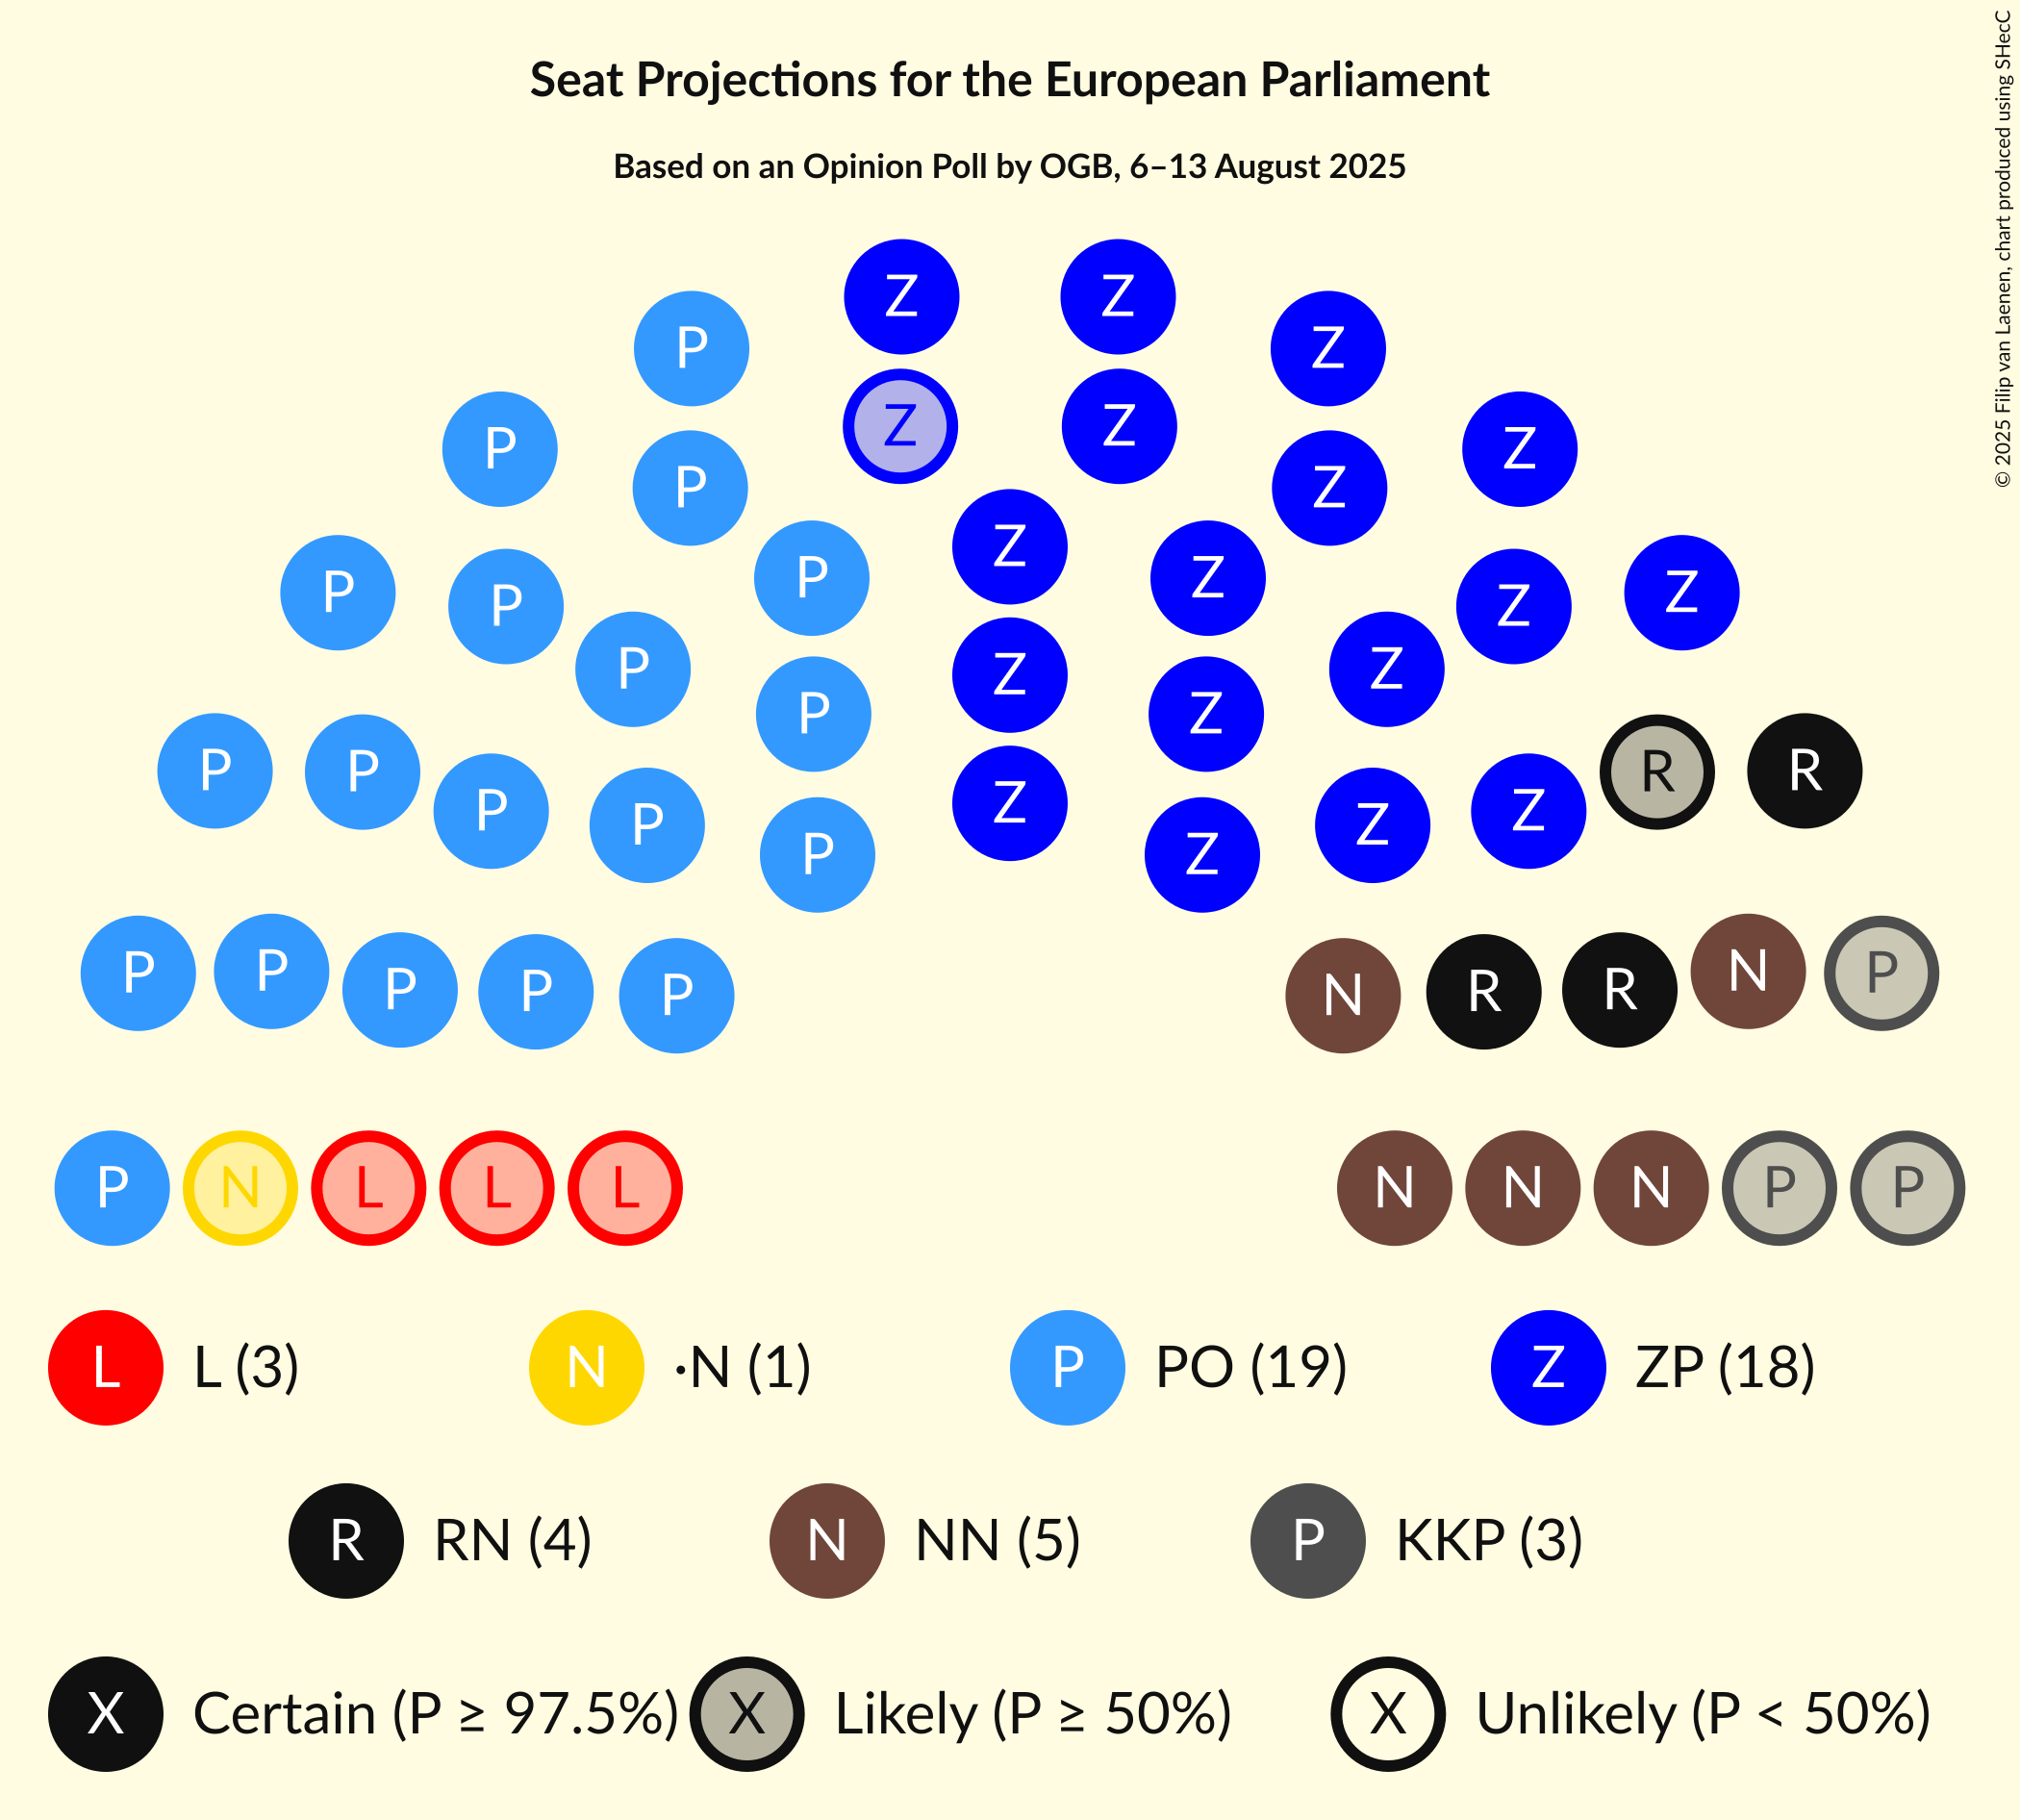 Seat Projections for the European Parliament
Based on an Opinion Poll by OGB, 6–13 August 2025
© 2025 Filip van Laenen, chart produced using SHecC
Z Z
P Z
Z Z
P Z
P Z
Z
P P Z Z
P P Z Z
P Z
P Z
P P R R
P Z
P Z
P Z
P P N P
P P P N R R
P N L L L N N N P P
L L (3) N ·N (1) P PO (19) Z ZP (18)
R RN (4) N NN (5) P KKP (3)
X Certain (P ≥ 97.5%) X Likely (P ≥ 50%) X Unlikely (P < 50%)